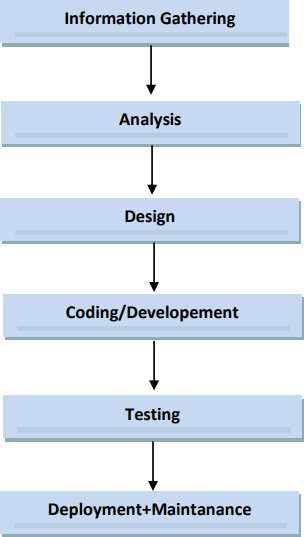 Information Gathering
Analysis
Design
Coding/Developement
Testing
Deployment+Maintanance